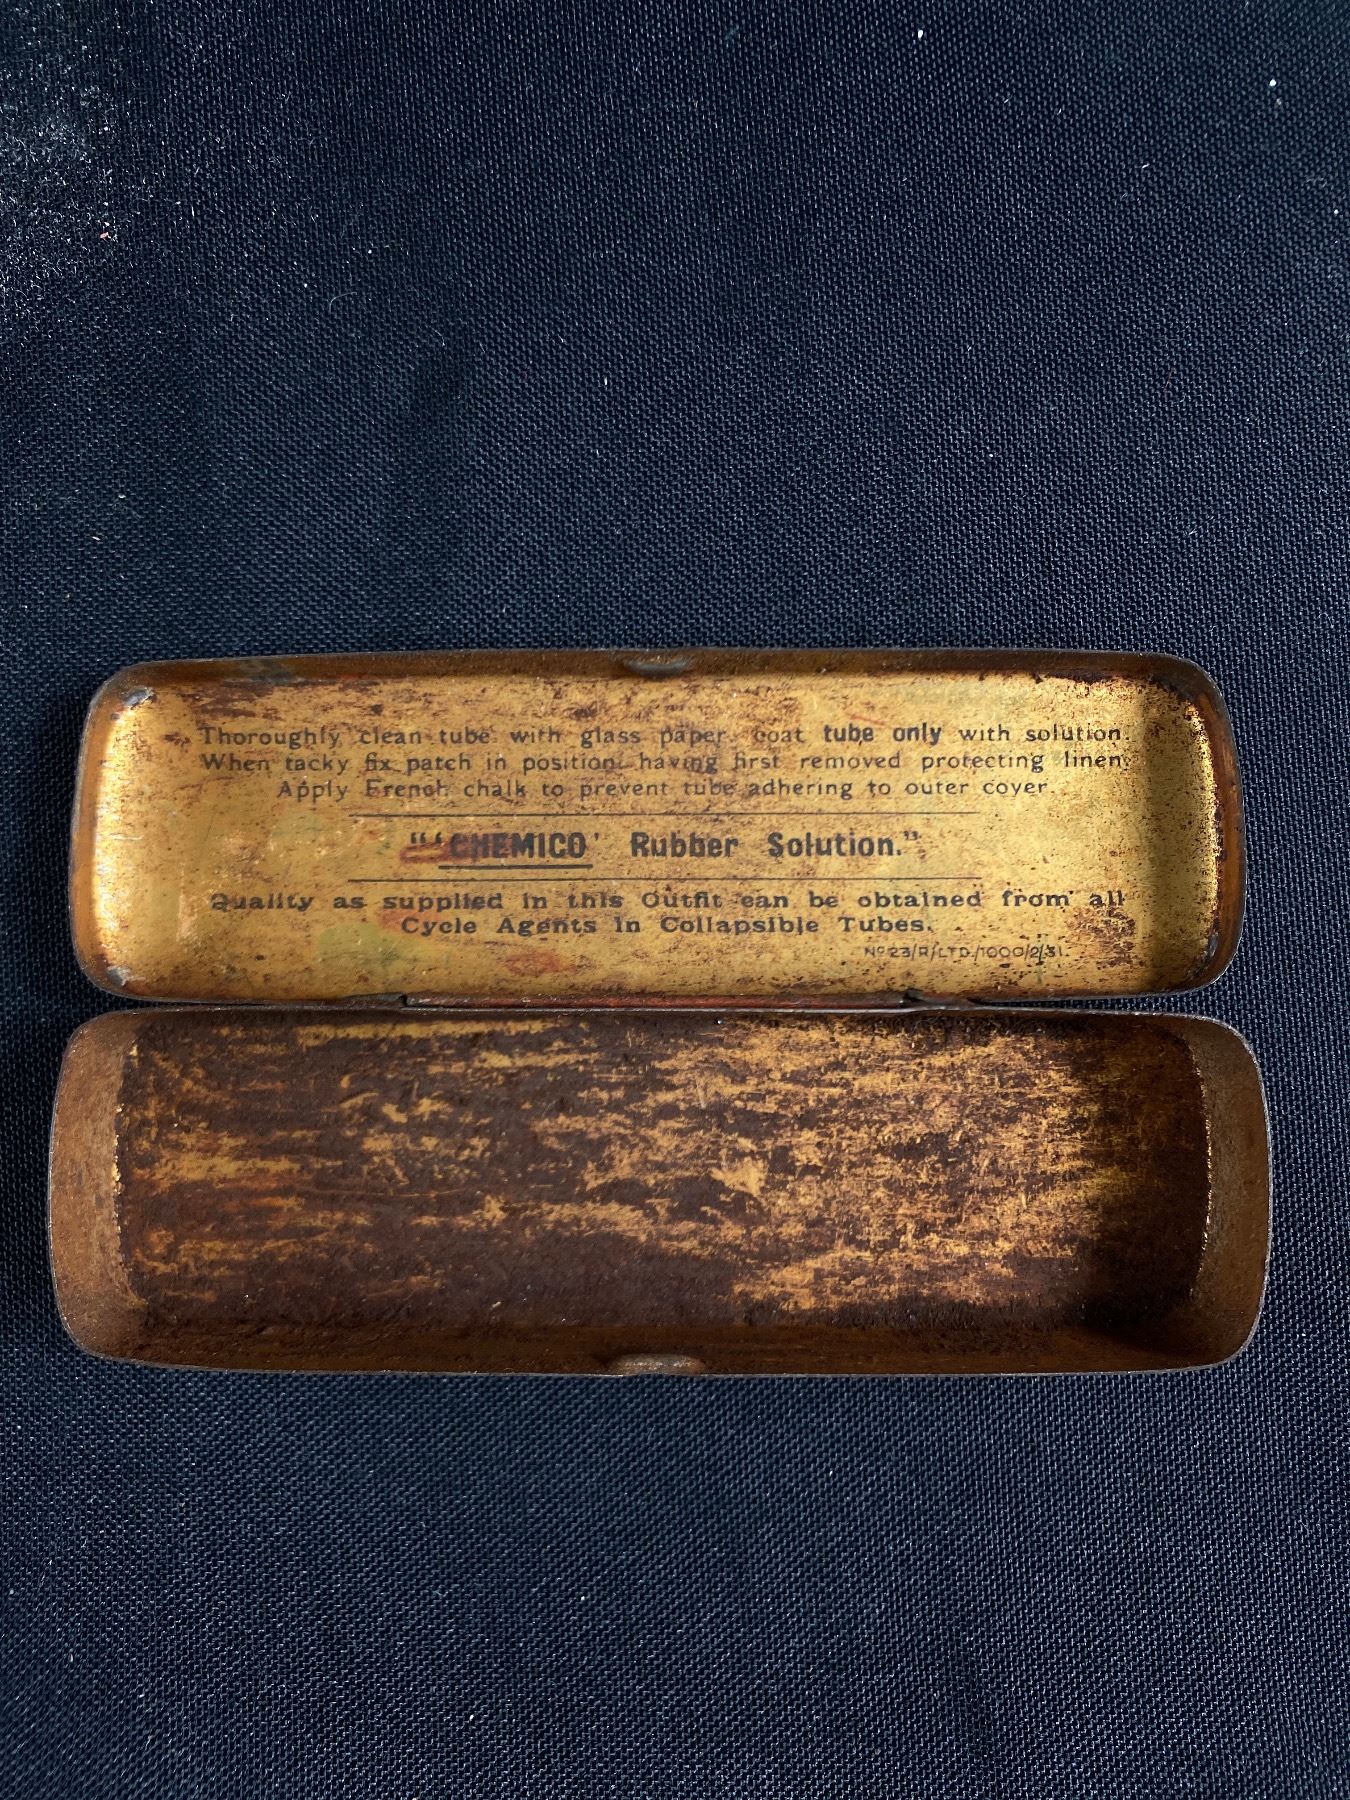 Thoroughly clean tube with glass paper. coat tube only with solution.
When tacky fix patch in position having first removed protecting linen.
Apply French chalk to prevent tube adhering to outer cover.
"'CHEMICO' Rubber Solution."
Quality as supplied in this Outfit can be obtained from all
Cycle Agents in Collapsible Tubes.
No 23/R/LTD/1000/2/31.